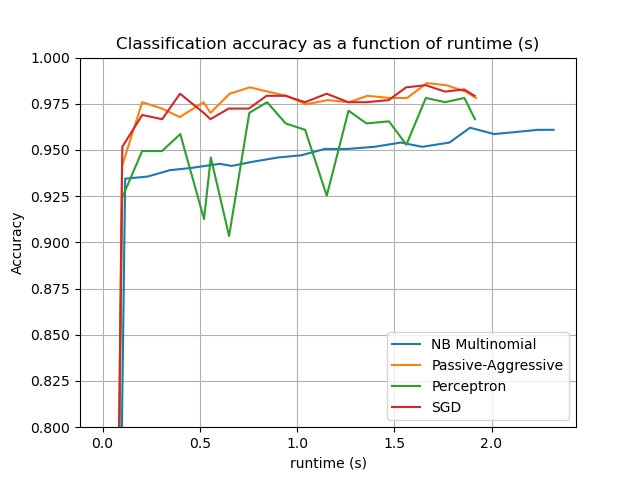 Classification accuracy as a function of runtime (s)
1.000
0.975
0.950
0.925
0.900
0.875
0.850
0.825
0.800
Accuracy
NB Multinomial
Passive-Aggressive
Perceptron
SGD
0.0 0.5 1.0 1.5 2.0
runtime (s)